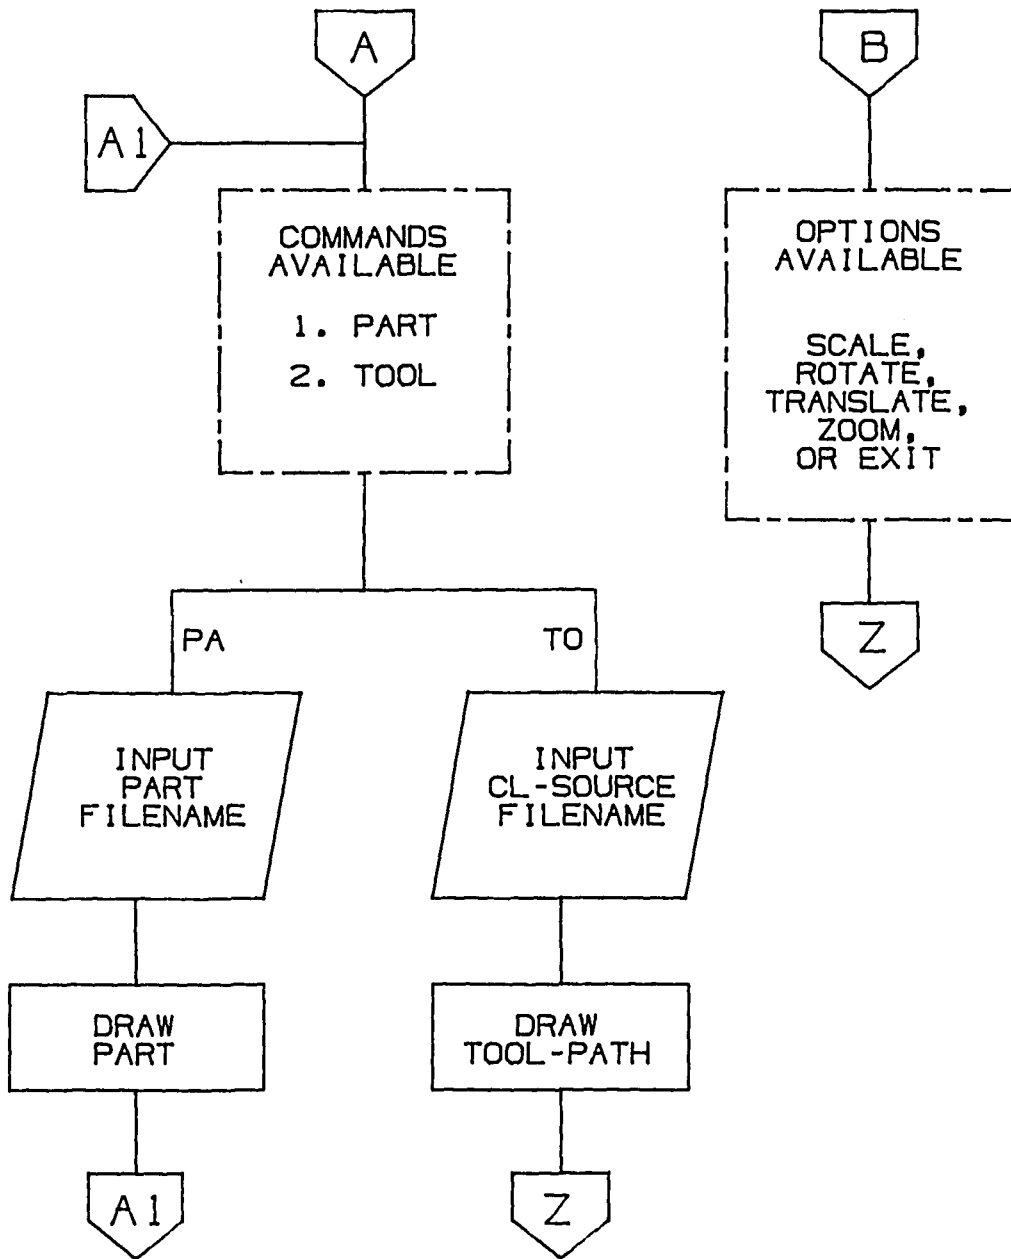 A
A1
COMMANDS
AVAILABLE
1. PART
2. TOOL
PA
TO
INPUT
PART
FILENAME
INPUT
CL-SOURCE
FILENAME
DRAW
PART
DRAW
TOOL-PATH
A1
Z
B
OPTIONS
AVAILABLE
SCALE,
ROTATE,
TRANSLATE,
ZOOM,
OR EXIT
Z